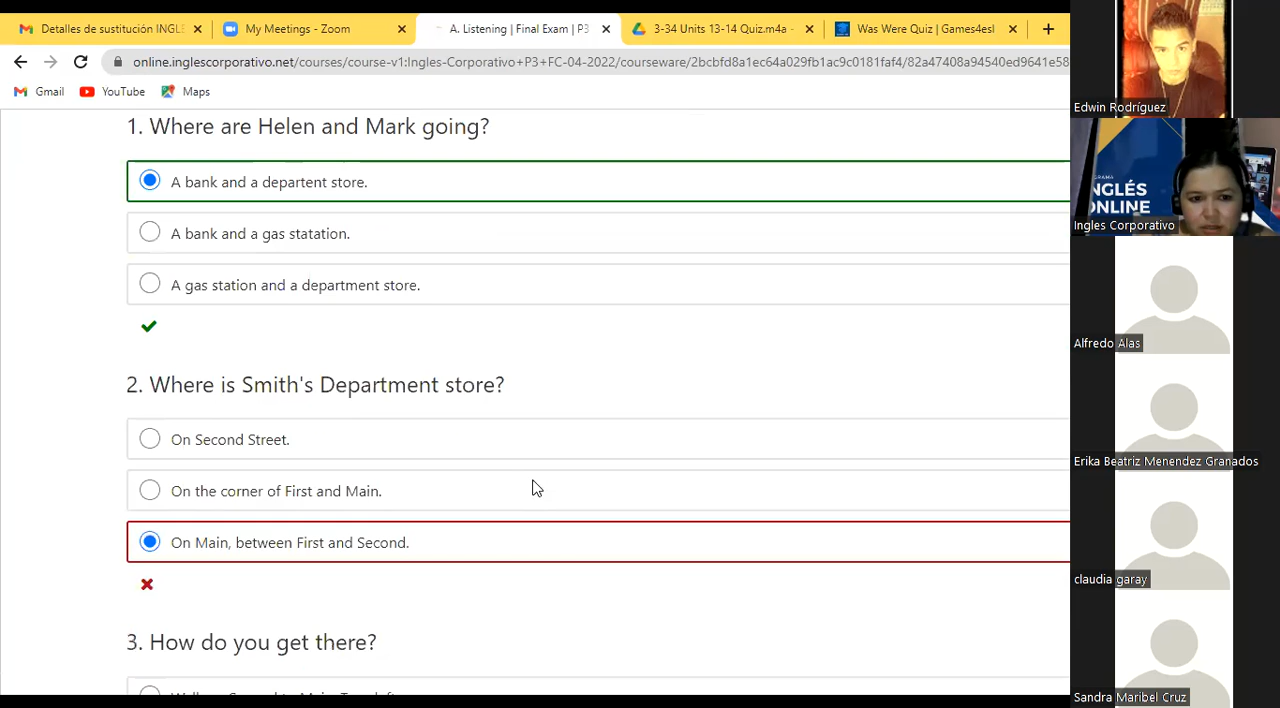 Detalles de sustitución INGLE
My Meetings - Zoom
A. Listening | Final Exam | P3
3-34 Units 13-14 Quiz.m4a -
Was Were Quiz | Games4esl
online.inglescorporativo.net/courses/course-v1:Ingles-Corporativo+P3+FC-04-2022/courseware/2bcbfd8a1ec64a029fb1ac9c0181faf4/82a47408a94540ed9641e58
Gmail
YouTube
Maps
1. Where are Helen and Mark going?
A bank and a departent store.
A bank and a gas statation.
A gas station and a department store.
2. Where is Smith's Department store?
On Second Street.
On the corner of First and Main.
On Main, between First and Second.
3. How do you get there?
Edwin Rodríguez
INGLÉS
ONLINE
Ingles Corporativo
Alfredo Alas
Erika Beatriz Menendez Granados
claudia garay
Sandra Maribel Cruz